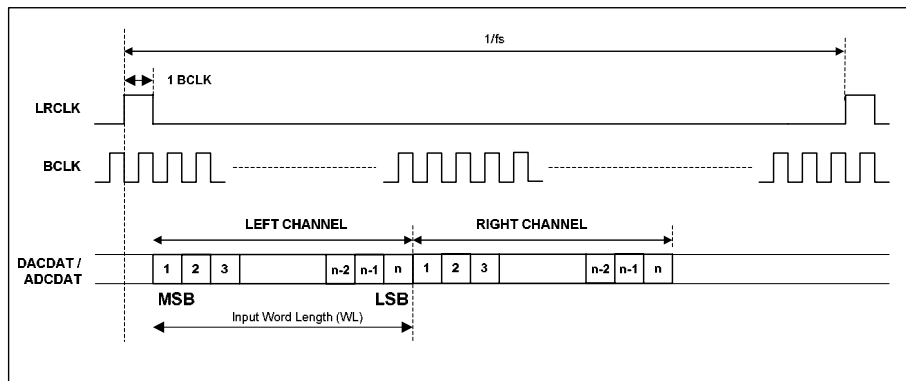 1/fs
1 BCLK
LRCLK
BCLK
LEFT CHANNEL RIGHT CHANNEL
DACDAT /
ADCDAT
1 2 3 n-2 n-1 n 1 2 3 n-2 n-1 n
MSB LSB
Input Word Length (WL)